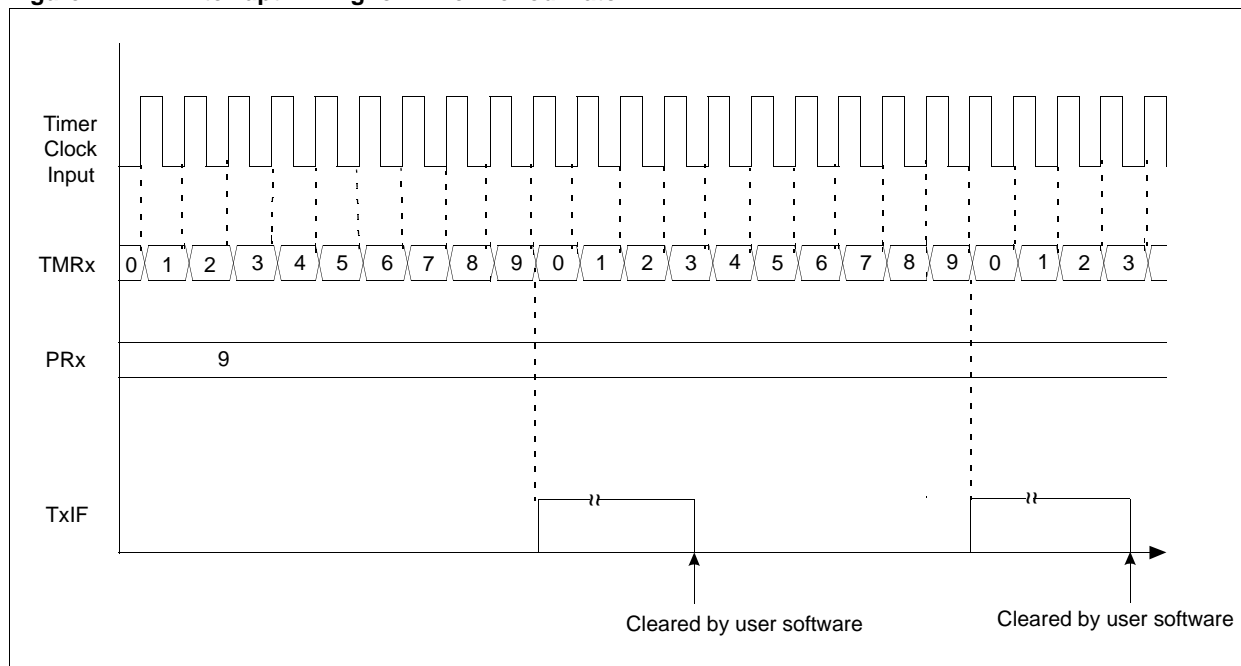 Timer
Clock
Input
TMRx 0 1 2 3 4 5 6 7 8 9 0 1 2 3 4 5 6 7 8 9 0 1 2 3
PRx 9
TxIF
Cleared by user software
Cleared by user software